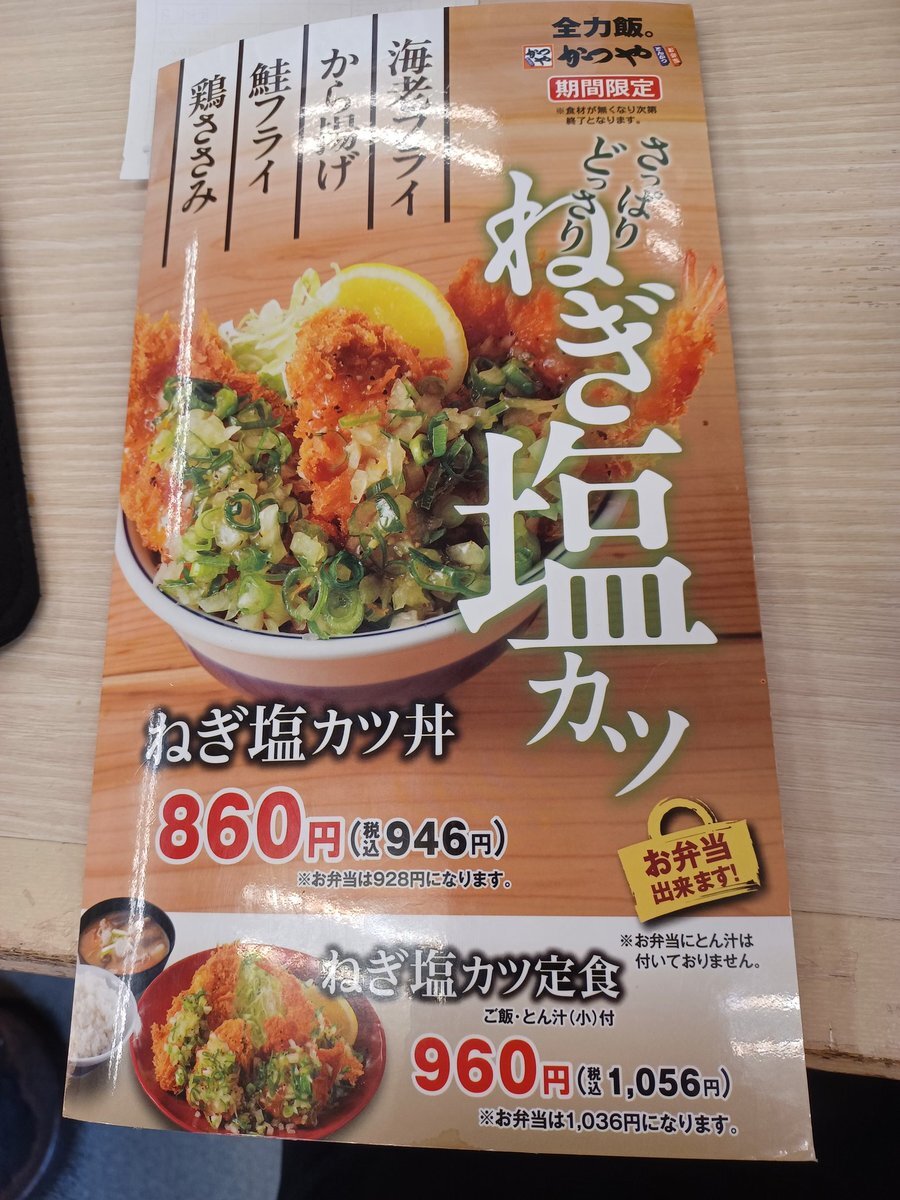 全力飯。
かつや かつや
期間限定
※食材が無くなり次第
終了となります。
海老フライ
から揚げ
鮭フライ
鶏ささみ
さっぱり
どっさり
ねぎ塩カツ
ねぎ塩カツ丼
860円(税込946円)
※お弁当は928円になります。
お弁当
出来ます!
※お弁当にとん汁は
付いておりません。
ねぎ塩カツ定食
ご飯・とん汁(小)付
960円(税込1,056円)
※お弁当は1,036円になります。